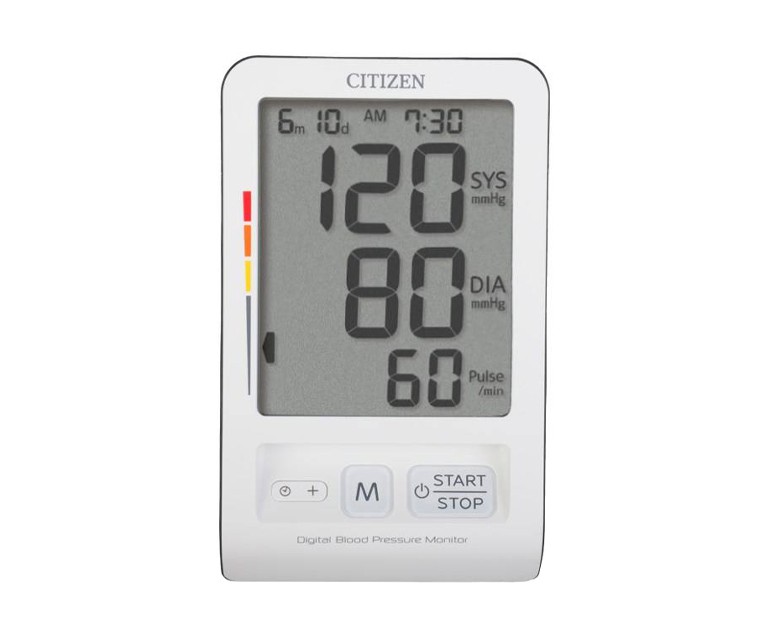 CITIZEN
6m 10d AM 7:30
120 SYS mmHg
80 DIA mmHg
60 Pulse /min
+ M START STOP
Digital Blood Pressure Monitor